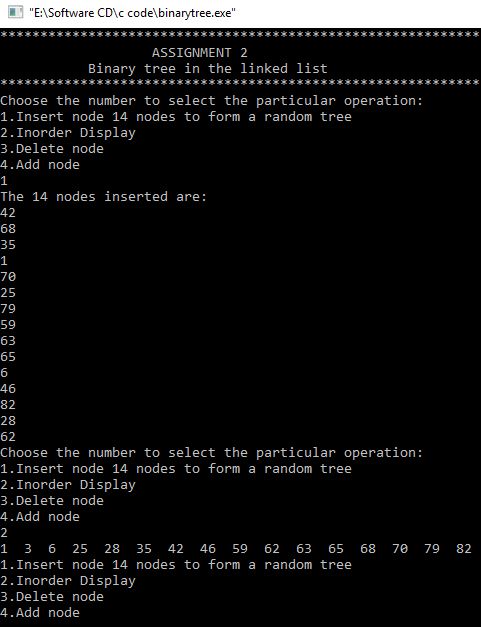 "E:\Software CD\c code\binarytree.exe"
************************************************************
ASSIGNMENT 2
Binary tree in the linked list
************************************************************
Choose the number to select the particular operation:
1.Insert node 14 nodes to form a random tree
2.Inorder Display
3.Delete node
4.Add node
1
The 14 nodes inserted are:
42
68
35
1
70
25
79
59
63
65
6
46
82
28
62
Choose the number to select the particular operation:
1.Insert node 14 nodes to form a random tree
2.Inorder Display
3.Delete node
4.Add node
2
1 3 6 25 28 35 42 46 59 62 63 65 68 70 79 82
1.Insert node 14 nodes to form a random tree
2.Inorder Display
3.Delete node
4.Add node